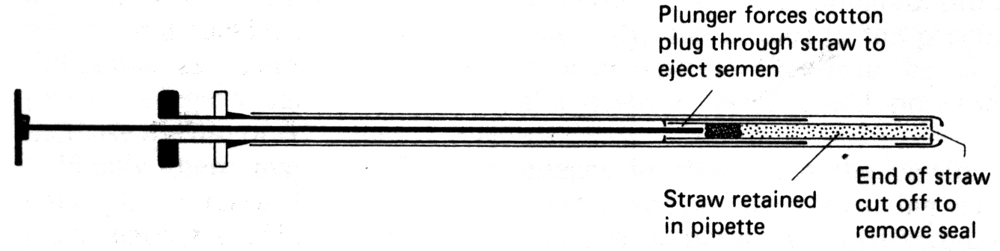 Plunger forces cotton
plug through straw to
eject semen
Straw retained
in pipette
End of straw
cut off to
remove seal